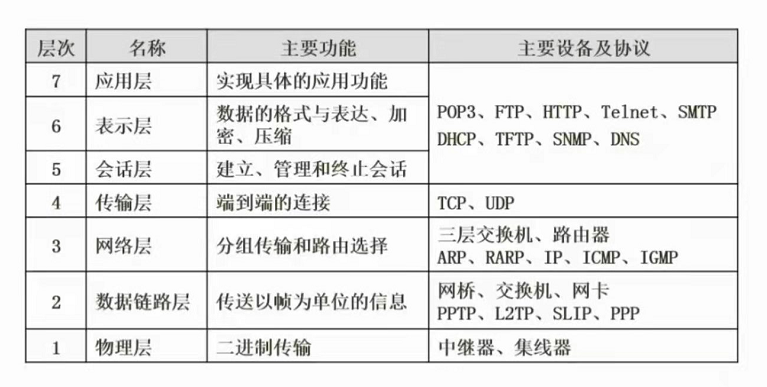 层次 名称 主要功能 主要设备及协议
7 应用层 实现具体的应用功能
6 表示层 数据的格式与表达、加
密、压缩
POP3、FTP、HTTP、Telnet、SMTP
DHCP、TFTP、SNMP、DNS
5 会话层 建立、管理和终止会话
4 传输层 端到端的连接 TCP、UDP
3 网络层 分组传输和路由选择 三层交换机、路由器
ARP、RARP、IP、ICMP、IGMP
2 数据链路层 传送以帧为单位的信息 网桥、交换机、网卡
PPTP、L2TP、SLIP、PPP
1 物理层 二进制传输 中继器、集线器